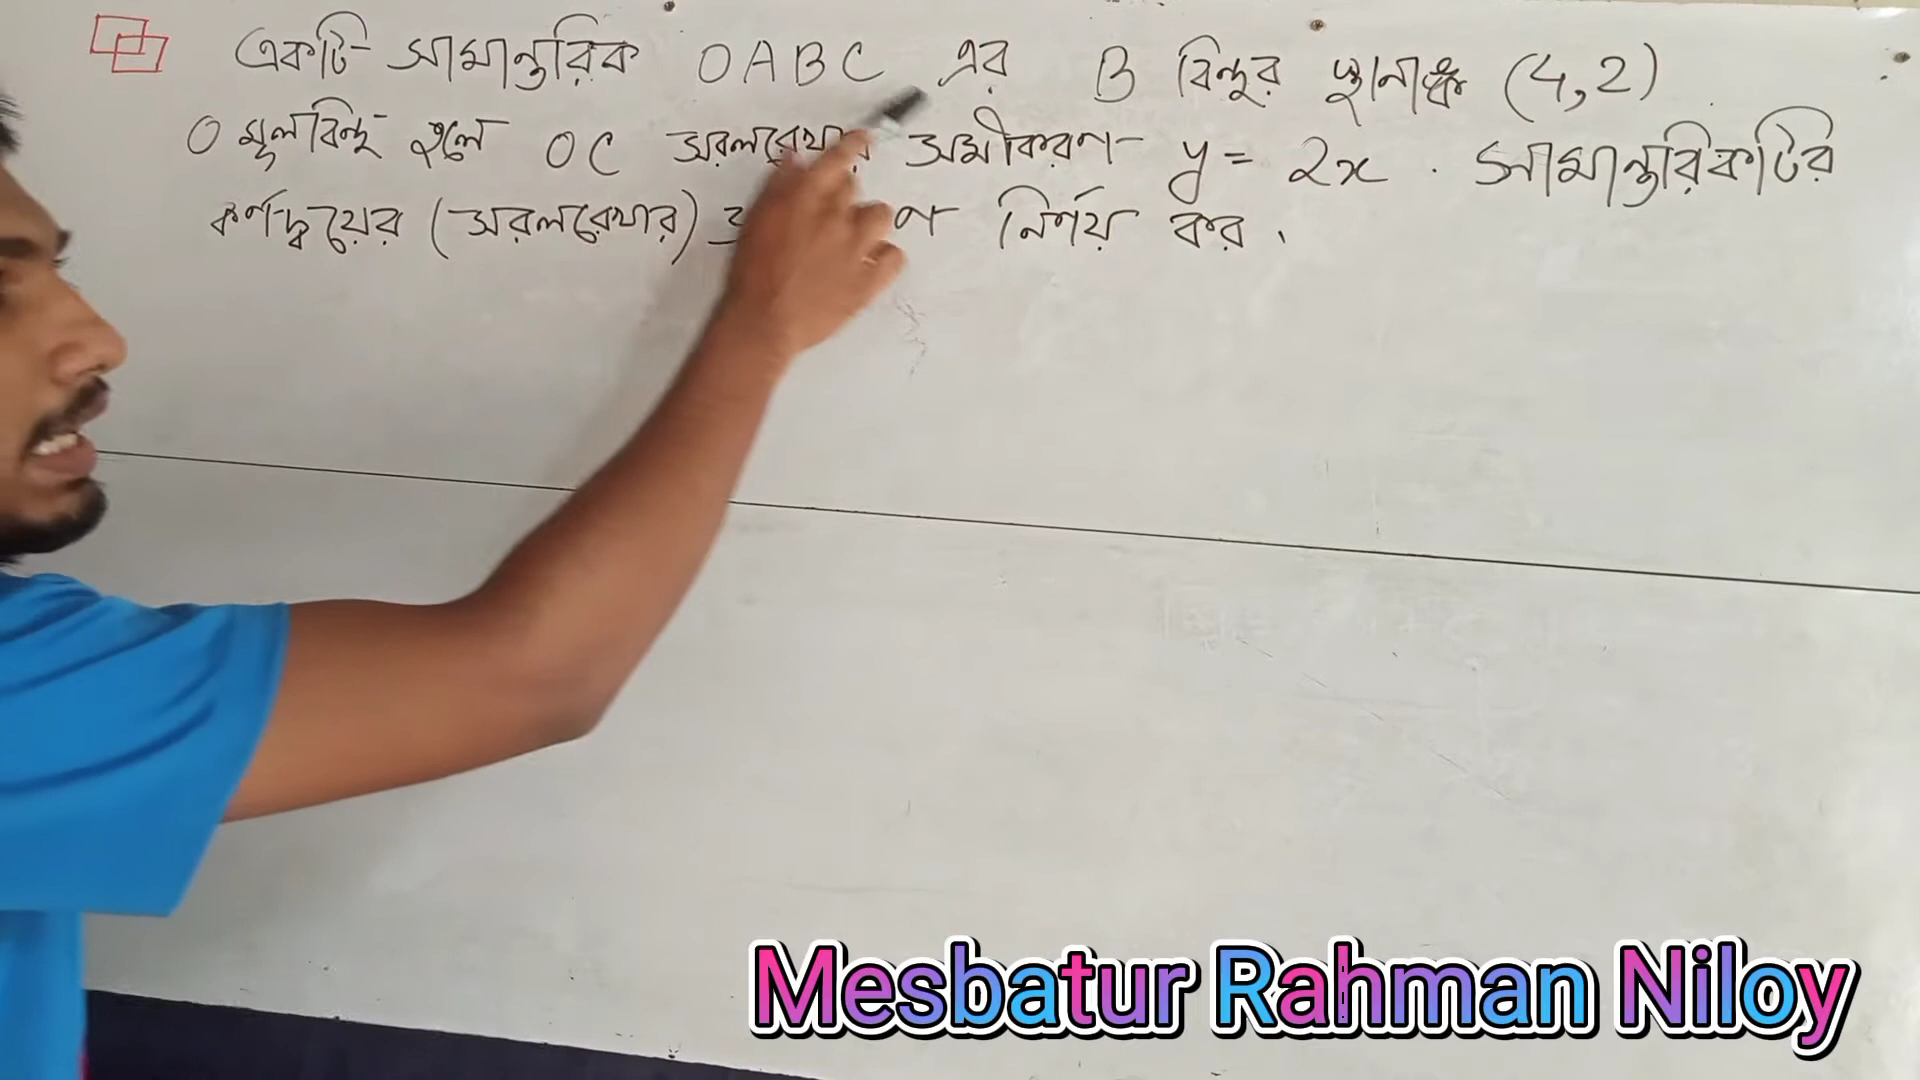 একটি সামান্তরিক OABC এর B বিন্দুর স্থানাঙ্ক (4,2)
O মূলবিন্দু হলে OC সরলরেখার সমীকরণ y = 2x . সামান্তরিকটির
কর্ণদ্বয়ের (সরলরেখার) নির্ণয় কর .
Mesbatur Rahman Niloy